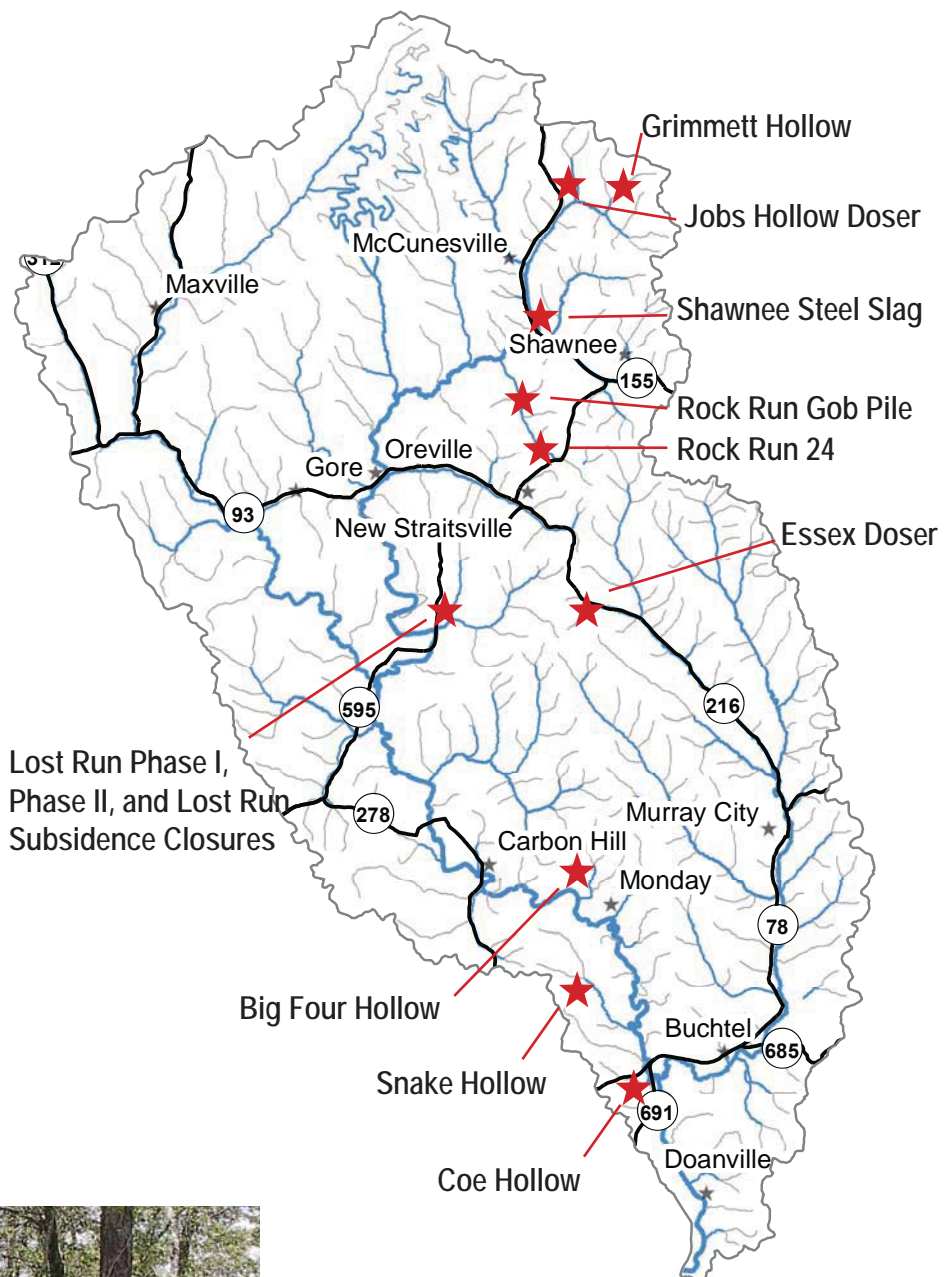 Grimmett Hollow
Jobs Hollow Doser
McCunesville
Maxville
Shawnee Steel Slag
Shawnee
155
Rock Run Gob Pile
Rock Run 24
Oreville
Gore
93
New Straitsville
Essex Doser
595
216
Lost Run Phase I,
Phase II, and Lost Run
Subsidence Closures
278
Murray City
Carbon Hill
Monday
78
Big Four Hollow
Buchtel
685
Snake Hollow
691
Coe Hollow
Doanville